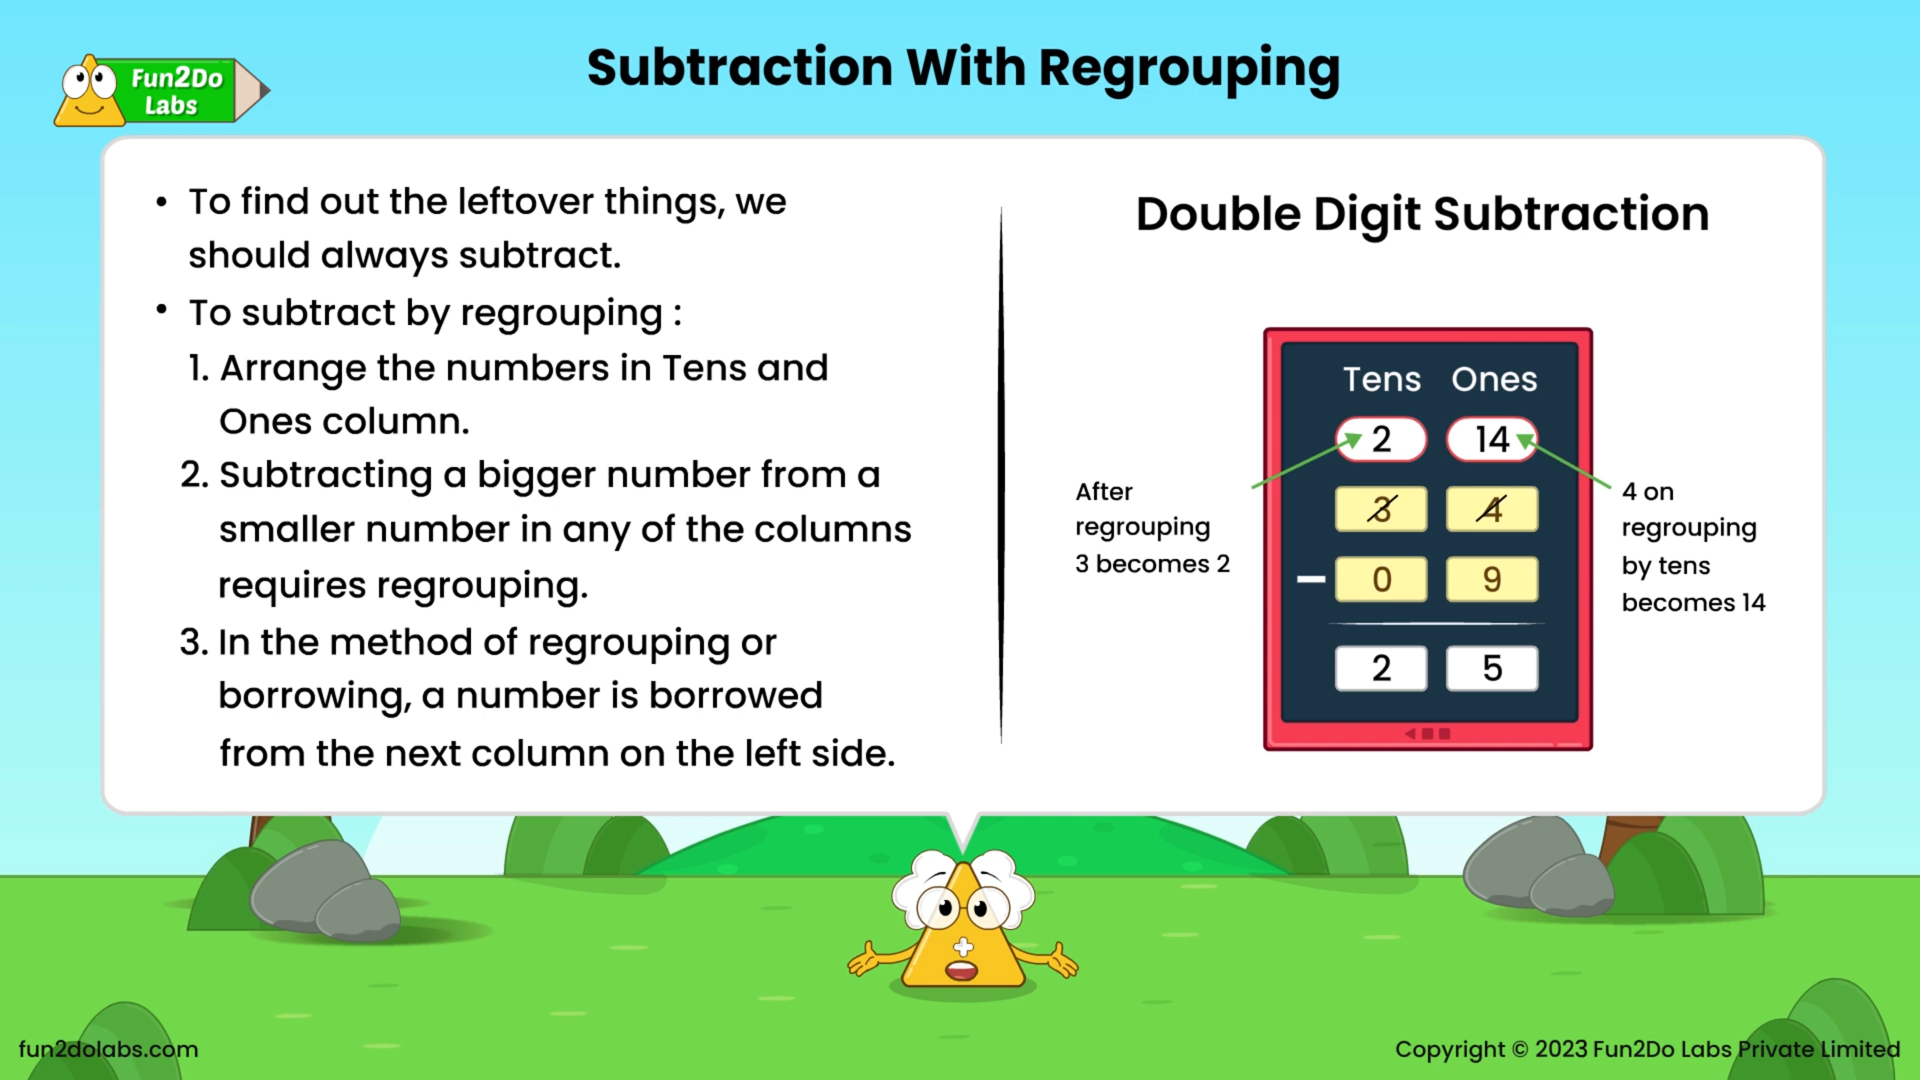 Fun2Do
Labs
Subtraction With Regrouping
• To find out the leftover things, we
should always subtract.
• To subtract by regrouping :
1. Arrange the numbers in Tens and
Ones column.
2. Subtracting a bigger number from a
smaller number in any of the columns
requires regrouping.
3. In the method of regrouping or
borrowing, a number is borrowed
from the next column on the left side.
Double Digit Subtraction
Tens Ones
2 14
3 4
− 0 9
2 5
After
regrouping
3 becomes 2
4 on
regrouping
by tens
becomes 14
fun2dolabs.com
Copyright © 2023 Fun2Do Labs Private Limited